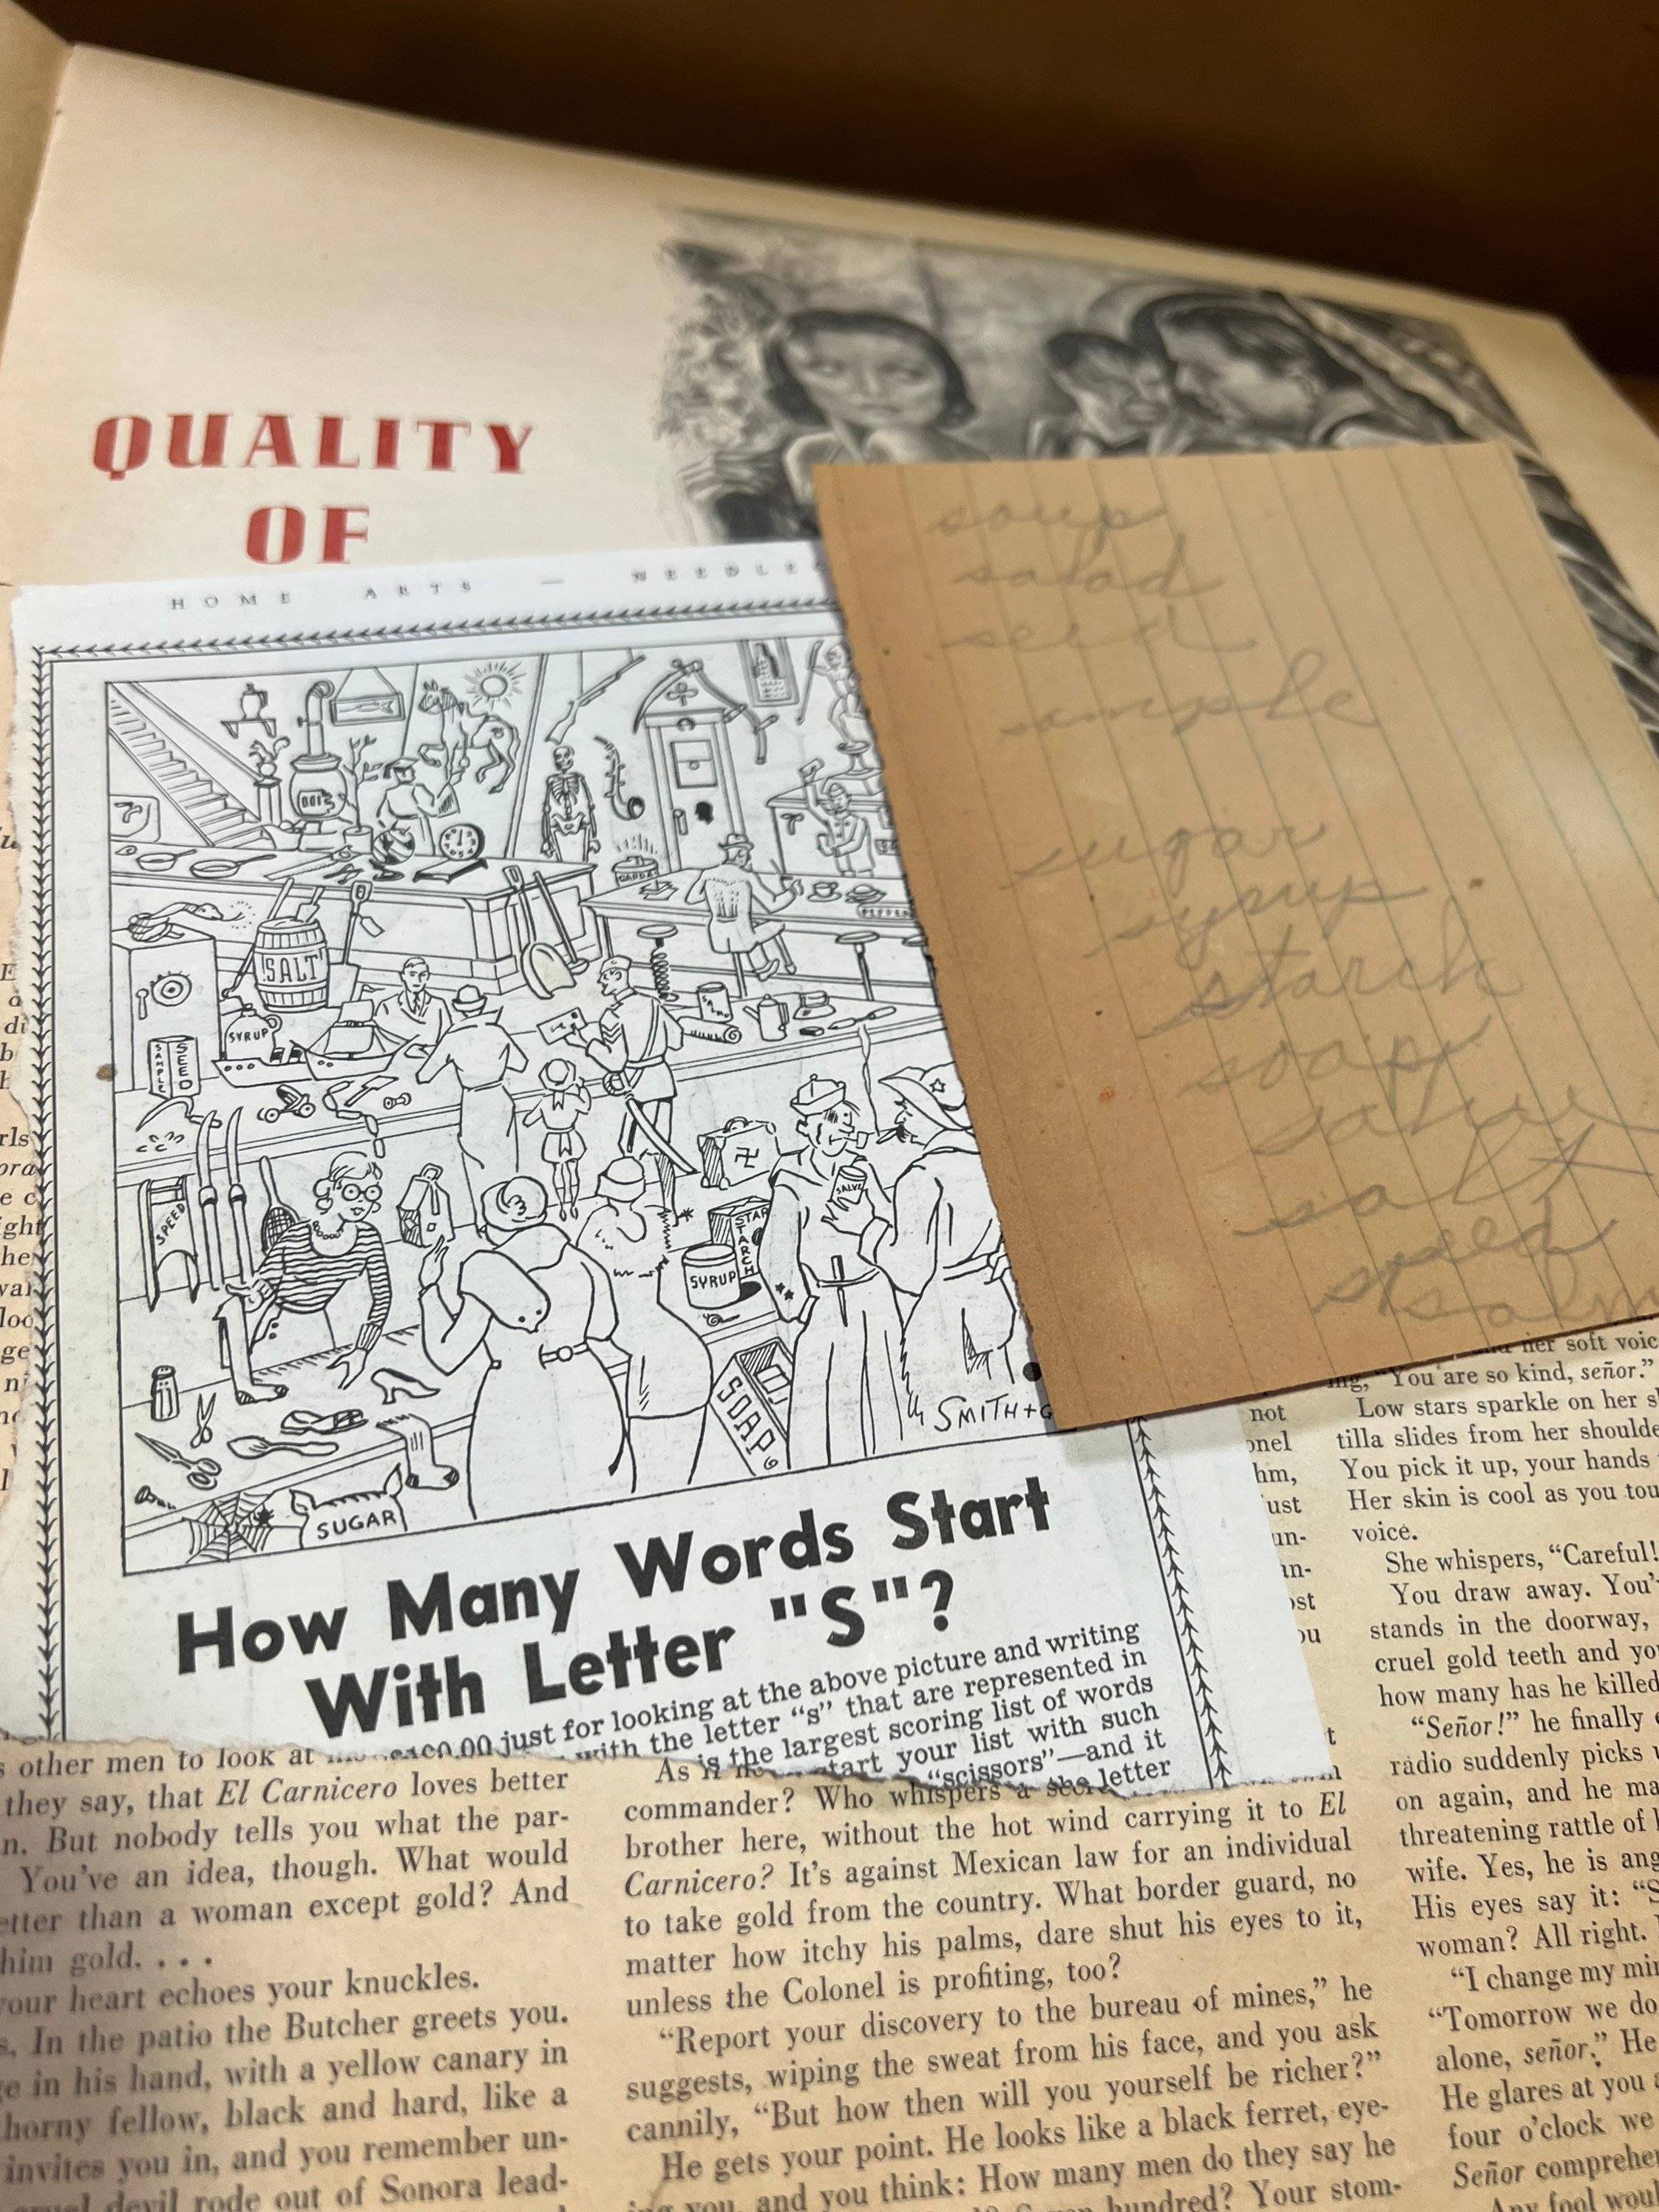 QUALITY
OF
HOME ARTS —
SALT
SYRUP
SAMPLE
SEED
SPEED
SALVE
STARCH
SYRUP
SOAP
SMITH+G
SUGAR
How Many Words Start
With Letter "S"?
just for looking at the above picture and writing
with the letter “s” that are represented in
is the largest scoring list of words
start your list with such
“scissors”—and it
letter
soup
salad
seed
sample
sugar
syrup
starch
soap
salve
salt
speed
other men to look at
they say, that El Carnicero loves better
n. But nobody tells you what the par-
You've an idea, though. What would
etter than a woman except gold? And
him gold. . . .
your heart echoes your knuckles.
s. In the patio the Butcher greets you.
e in his hand, with a yellow canary in
horny fellow, black and hard, like a
invites you in, and you remember un-
cruel devil rode out of Sonora lead-
As
commander? Who whispers a
brother here, without the hot wind carrying it to El
Carnicero? It's against Mexican law for an individual
to take gold from the country. What border guard, no
matter how itchy his palms, dare shut his eyes to it,
unless the Colonel is profiting, too?
“Report your discovery to the bureau of mines,” he
suggests, wiping the sweat from his face, and you ask
cannily, “But how then will you yourself be richer?”
He gets your point. He looks like a black ferret, eye-
ing you, and you think: How many men do they say he
hundred? Your stom-
her soft voic
“You are so kind, señor.”
Low stars sparkle on her s
tilla slides from her shoulde
You pick it up, your hands
Her skin is cool as you tou
voice.
She whispers, “Careful!
You draw away. You'
stands in the doorway,
cruel gold teeth and yo
how many has he killed
“Señor!” he finally
radio suddenly picks
on again, and he ma
threatening rattle of
wife. Yes, he is ang
His eyes say it: “S
woman? All right.
“I change my mi
“Tomorrow we do
alone, señor.” He
He glares at you
four o'clock we
Señor comprehe
Any fool woul